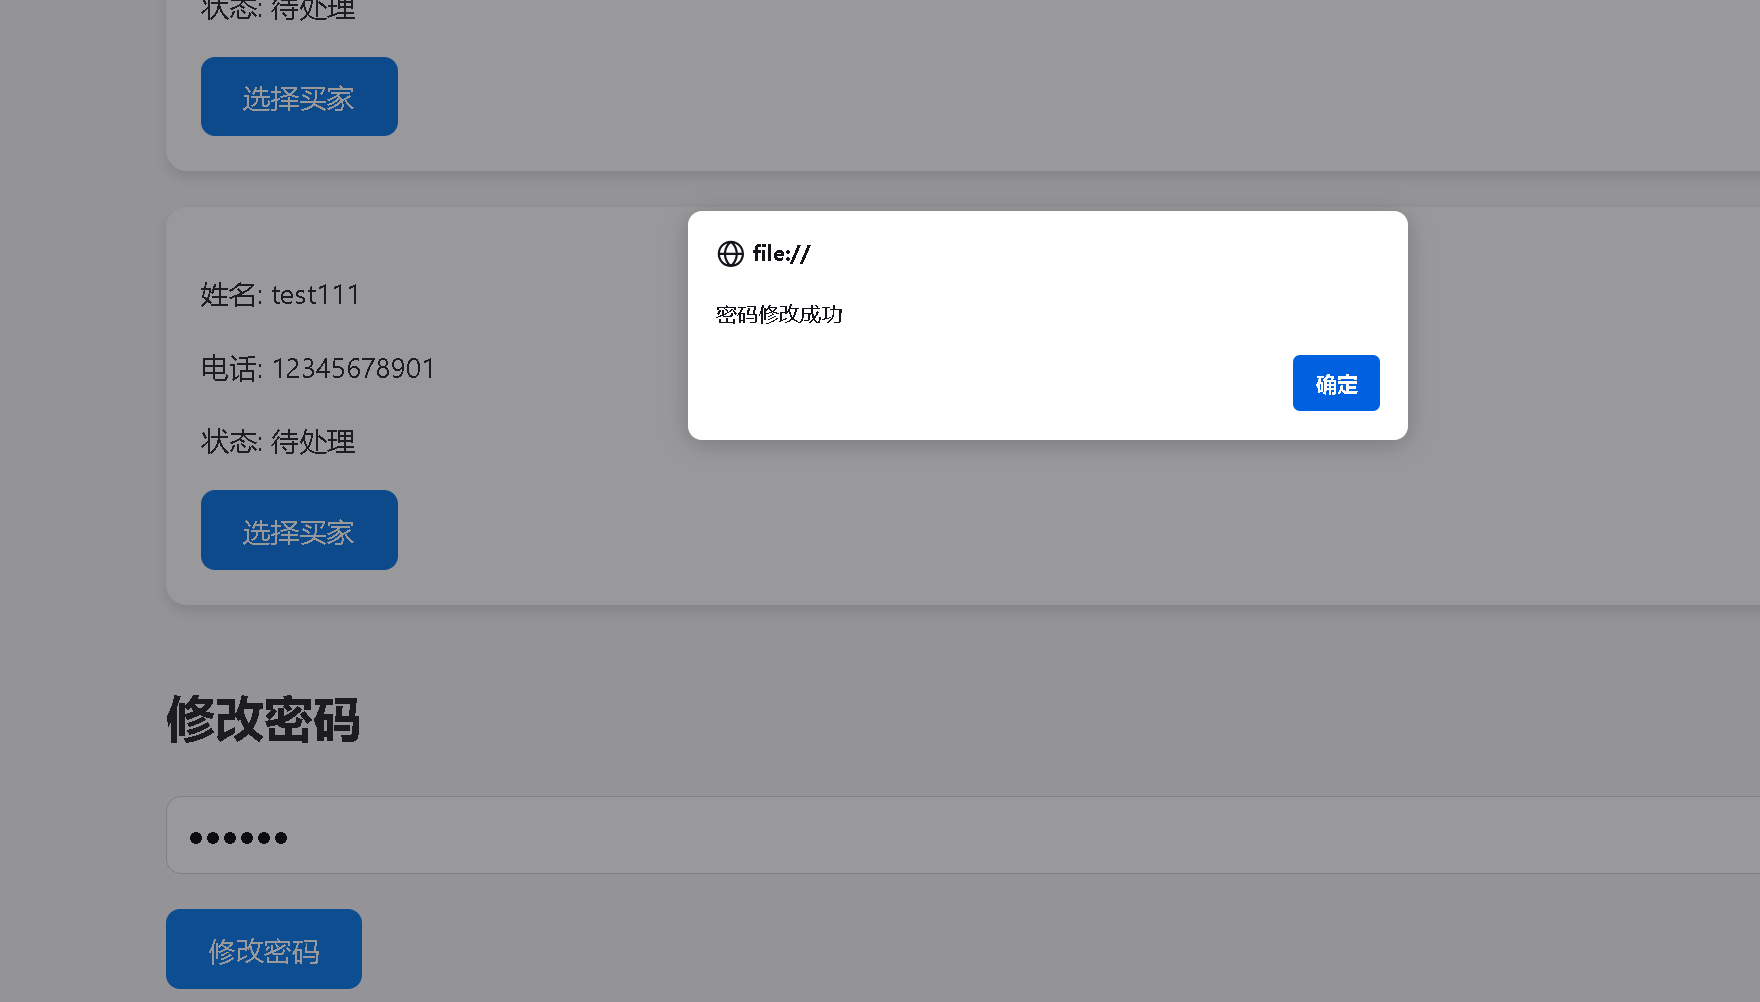 状态: 待处理
选择买家
file://
密码修改成功
确定
姓名: test111
电话: 12345678901
状态: 待处理
选择买家
修改密码
••••••
修改密码